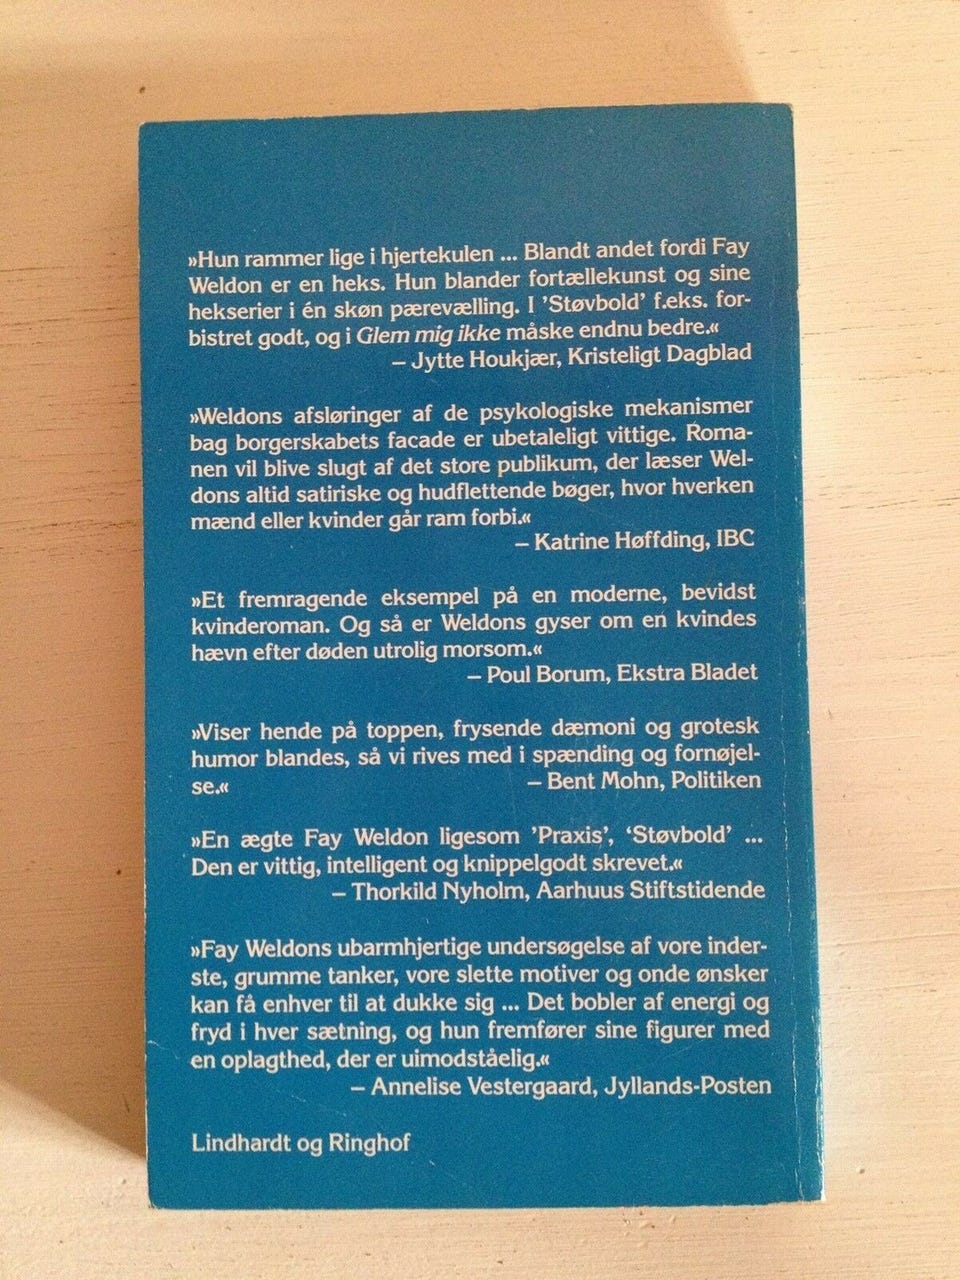 »Hun rammer lige i hjertekulen ... Blandt andet fordi Fay
Weldon er en heks. Hun blander fortællekunst og sine
hekserier i én skøn pærevælling. I ’Støvbold’ f.eks. for-
bistret godt, og i Glem mig ikke måske endnu bedre.«
– Jytte Houkjær, Kristeligt Dagblad
»Weldons afsløringer af de psykologiske mekanismer
bag borgerskabets facade er ubetaleligt vittige. Roma-
nen vil blive slugt af det store publikum, der læser Wel-
dons altid satiriske og hudflettende bøger, hvor hverken
mænd eller kvinder går ram forbi.«
– Katrine Høffding, IBC
»Et fremragende eksempel på en moderne, bevidst
kvinderoman. Og så er Weldons gyser om en kvindes
hævn efter døden utrolig morsom.«
– Poul Borum, Ekstra Bladet
»Viser hende på toppen, frysende dæmoni og grotesk
humor blandes, så vi rives med i spænding og fornøjel-
se.« – Bent Mohn, Politiken
»En ægte Fay Weldon ligesom ’Praxis’, ‘Støvbold’ ...
Den er vittig, intelligent og knippelgodt skrevet.«
– Thorkild Nyholm, Aarhuus Stiftstidende
»Fay Weldons ubarmhjertige undersøgelse af vore inder-
ste, grumme tanker, vore slette motiver og onde ønsker
kan få enhver til at dukke sig ... Det bobler af energi og
fryd i hver sætning, og hun fremfører sine figurer med
en oplagthed, der er uimodståelig.«
– Annelise Vestergaard, Jyllands-Posten
Lindhardt og Ringhof